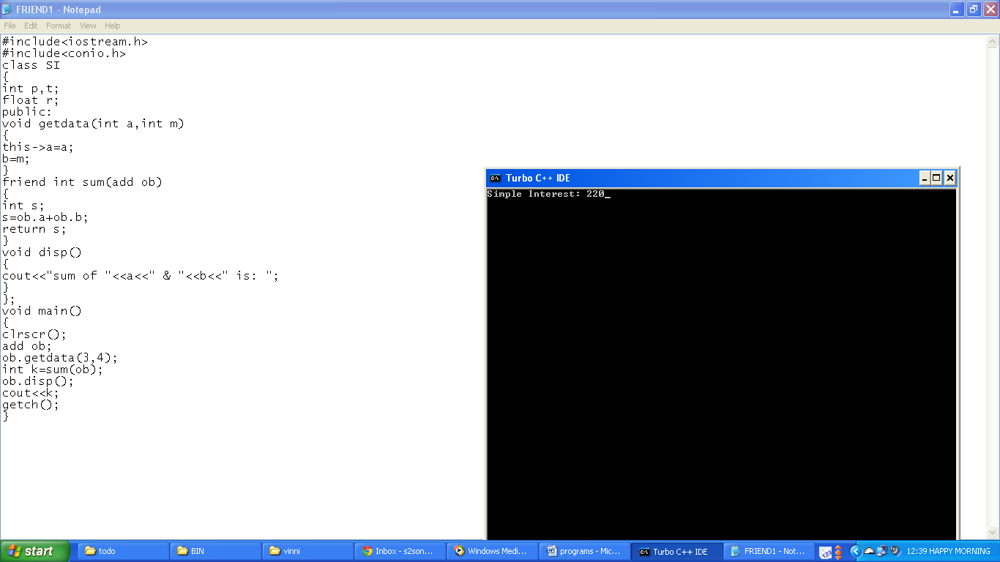 FRIEND1 - Notepad
File Edit Format View Help
#include<iostream.h>
#include<conio.h>
class SI
{
int p,t;
float r;
public:
void getdata(int a,int m)
{
this->a=a;
b=m;
}
friend int sum(add ob)
{
int s;
s=ob.a+ob.b;
return s;
}
void disp()
{
cout<<"sum of "<<a<<" & "<<b<<" is: ";
}
};
void main()
{
clrscr();
add ob;
ob.getdata(3,4);
int k=sum(ob);
ob.disp();
cout<<k;
getch();
}
Turbo C++ IDE
Simple Interest: 220_
start todo BIN vinni Inbox - s2son... Windows Medi... programs - Mic... Turbo C++ IDE FRIEND1 - Not... 12:39 HAPPY MORNING